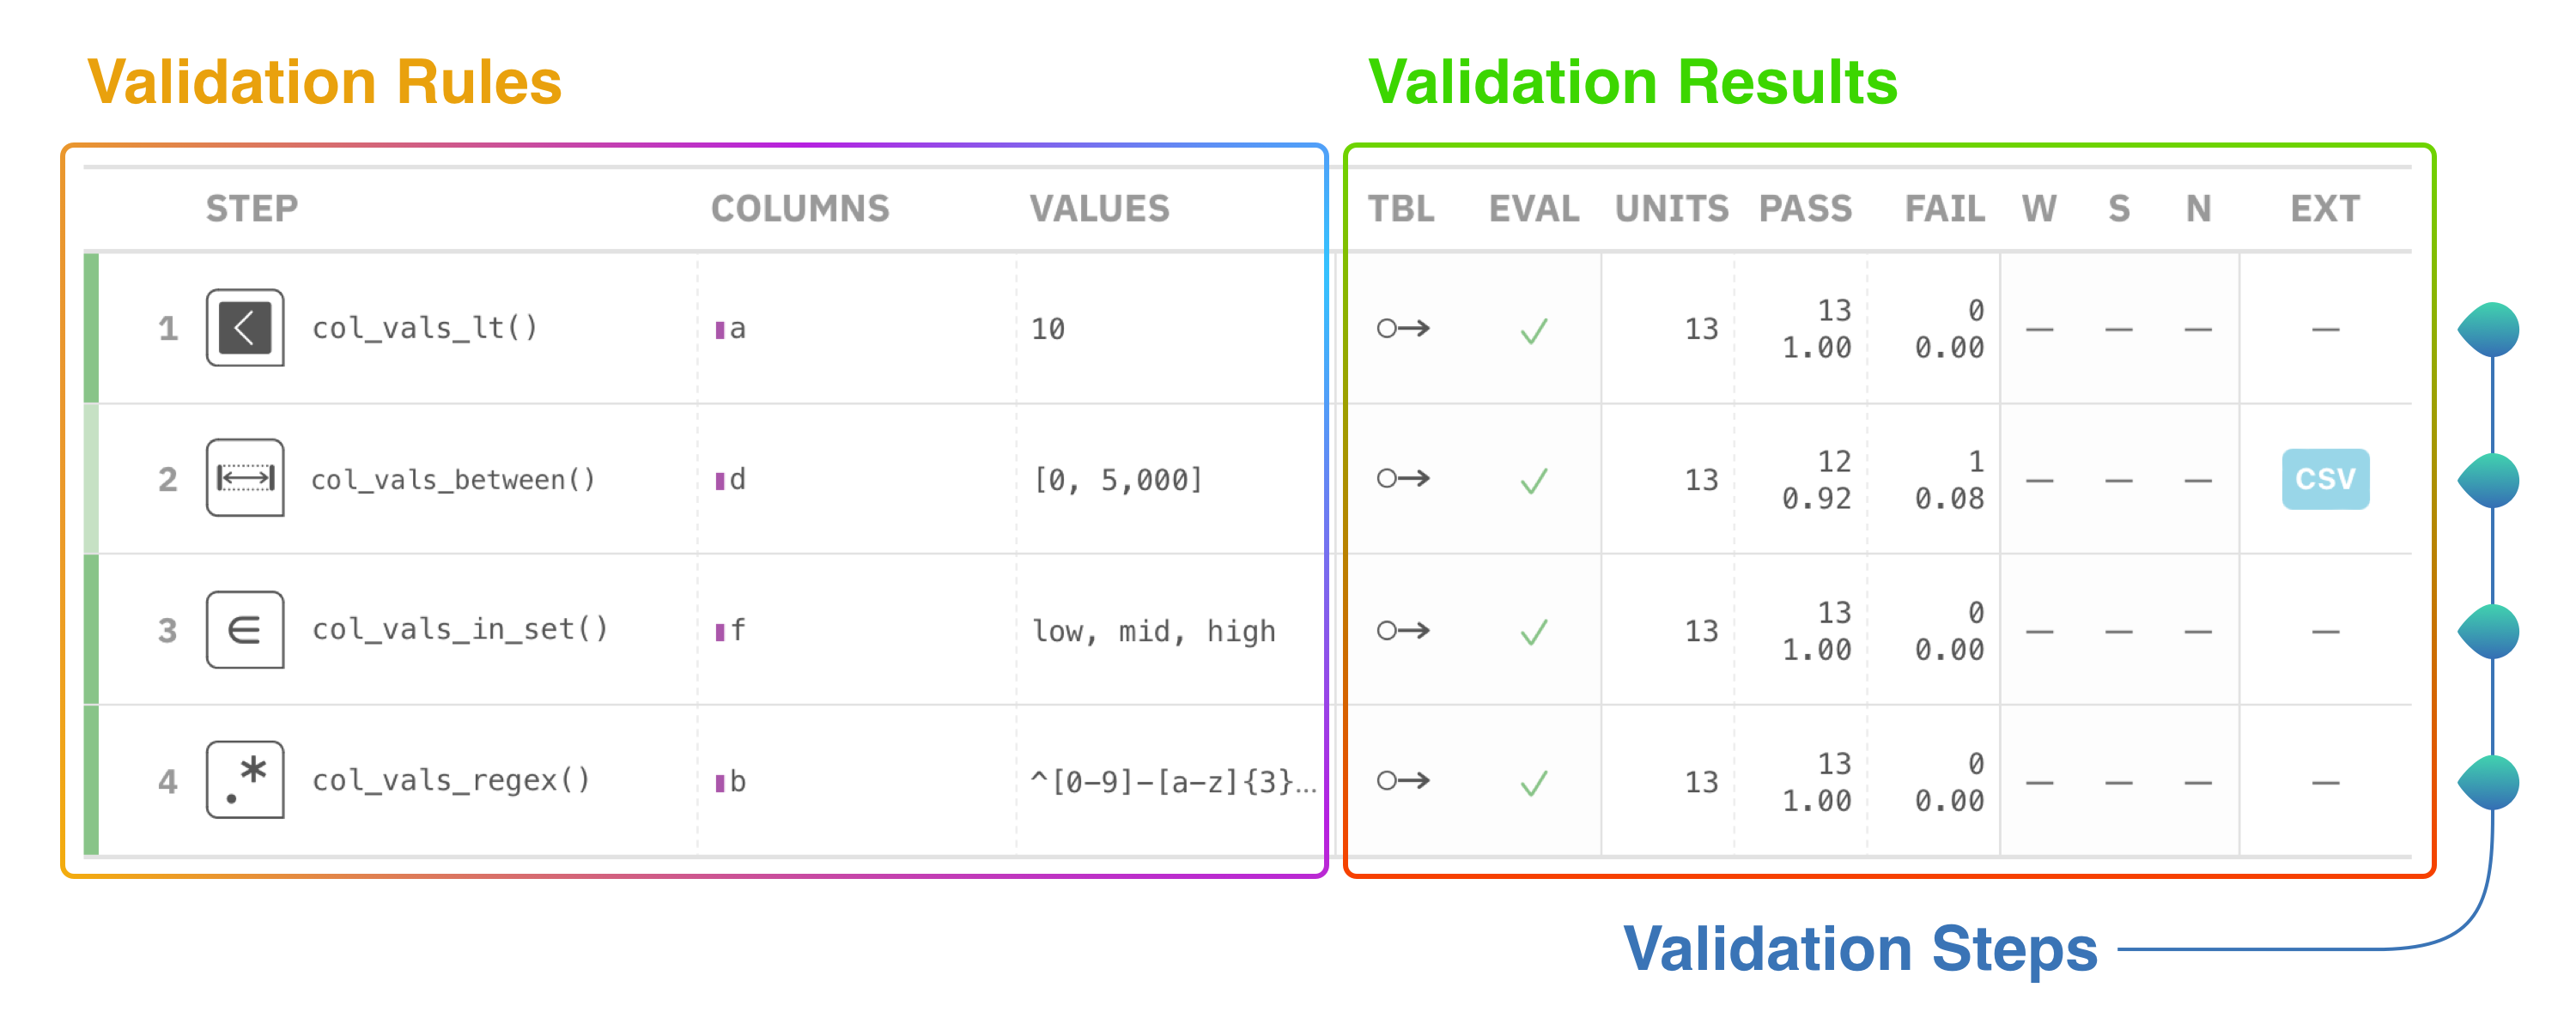 Validation Rules
Validation Results
STEP COLUMNS VALUES TBL EVAL UNITS PASS FAIL W S N EXT
1 < col_vals_lt() a 10 ✓ 13 13 0 — — — —
1.00 0.00
2 col_vals_between() d [0, 5,000] ✓ 13 12 1 — — — CSV
0.92 0.08
3 ∈ col_vals_in_set() f low, mid, high ✓ 13 13 0 — — — —
1.00 0.00
4 .* col_vals_regex() b ^[0-9]-[a-z]{3}… ✓ 13 13 0 — — — —
1.00 0.00
Validation Steps